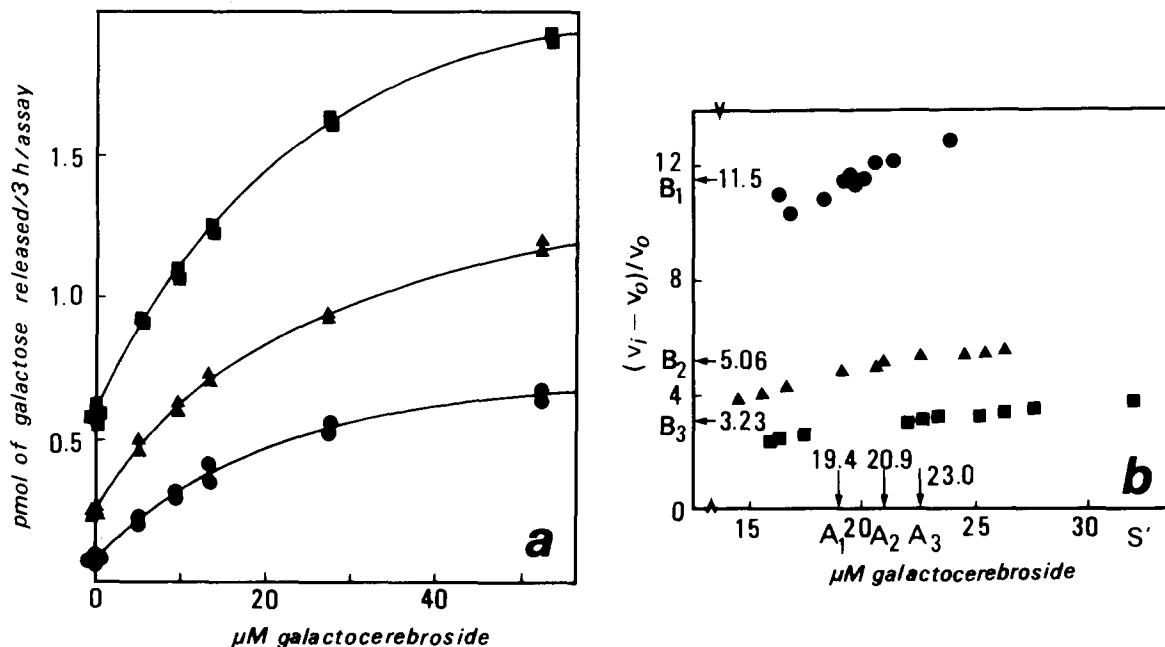 pmol of galactose released/3 h/assay
1.5
1.0
0.5
0
20
40
a
μM galactocerebroside
(vi − vo)/vo
12
B1
11.5
8
B2
5.06
4
B3
3.23
0
19.4
20.9
23.0
b
15
20
25
30
A1
A2
A3
S′
μM galactocerebroside